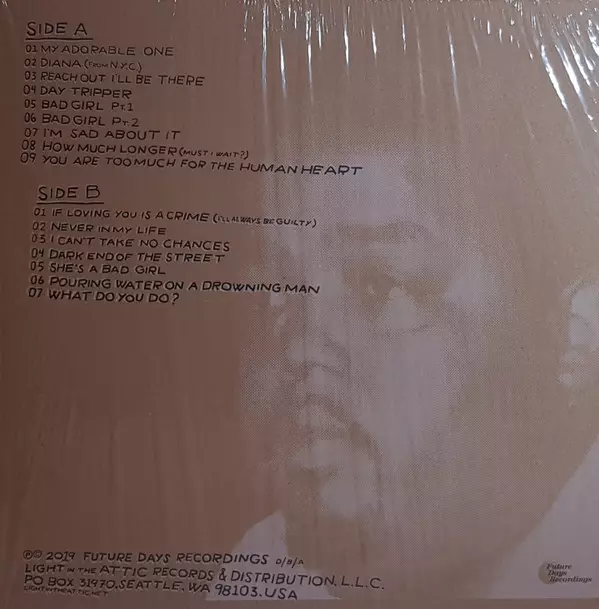 SIDE A
01 MY ADORABLE ONE
02 DIANA (FROM N.Y.C.)
03 REACH OUT I'LL BE THERE
04 DAY TRIPPER
05 BAD GIRL PT.1
06 BAD GIRL PT.2
07 I'M SAD ABOUT IT
08 HOW MUCH LONGER (MUST I WAIT?)
09 YOU ARE TOO MUCH FOR THE HUMAN HEART
SIDE B
01 IF LOVING YOU IS A CRIME (I'LL ALWAYS BE GUILTY)
02 NEVER IN MY LIFE
03 I CAN'T TAKE NO CHANCES
04 DARK END OF THE STREET
05 SHE'S A BAD GIRL
06 POURING WATER ON A DROWNING MAN
07 WHAT DO YOU DO?
℗© 2019 FUTURE DAYS RECORDINGS D/B/A
LIGHT IN THE ATTIC RECORDS & DISTRIBUTION, L.L.C.
PO BOX 31970, SEATTLE, WA 98103, USA
LIGHTINTHEATTIC.NET
Future
Days
Recordings